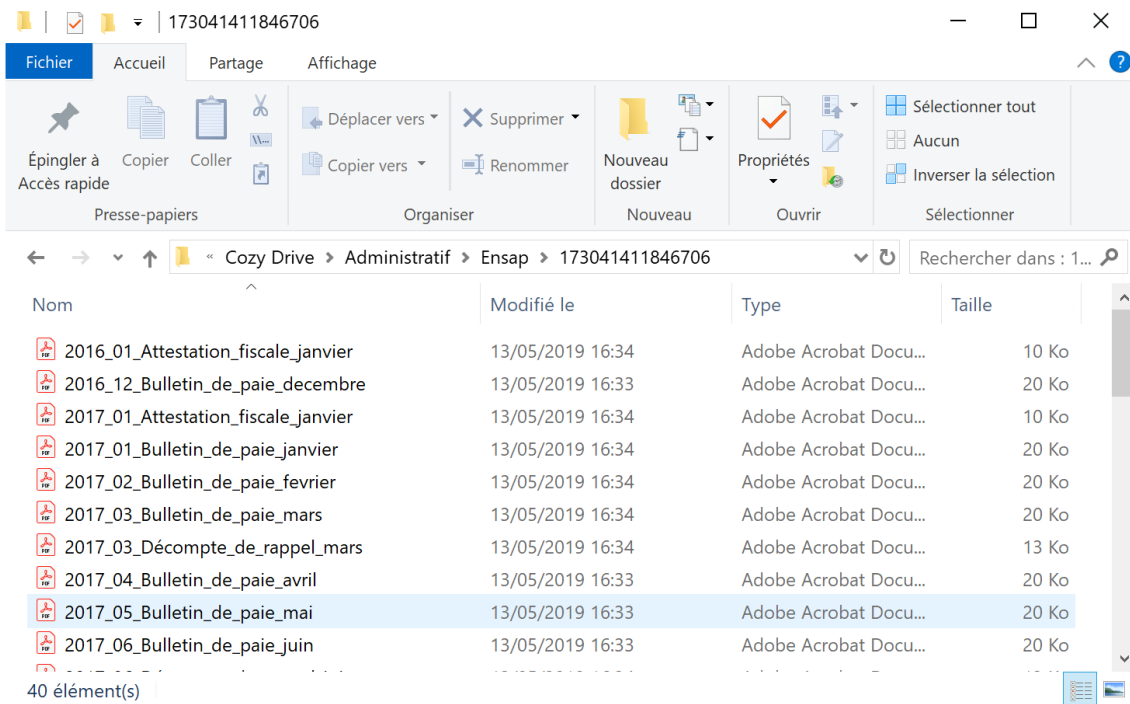 173041411846706
Fichier Accueil Partage Affichage ?
Épingler à Accès rapide Copier Coller Déplacer vers Copier vers Supprimer Renommer Nouveau dossier Propriétés Sélectionner tout Aucun Inverser la sélection
Presse-papiers Organiser Nouveau Ouvrir Sélectionner
« Cozy Drive > Administratif > Ensap > 173041411846706 Rechercher dans : 1...
Nom Modifié le Type Taille
2016_01_Attestation_fiscale_janvier 13/05/2019 16:34 Adobe Acrobat Docu... 10 Ko
2016_12_Bulletin_de_paie_decembre 13/05/2019 16:33 Adobe Acrobat Docu... 20 Ko
2017_01_Attestation_fiscale_janvier 13/05/2019 16:34 Adobe Acrobat Docu... 10 Ko
2017_01_Bulletin_de_paie_janvier 13/05/2019 16:34 Adobe Acrobat Docu... 20 Ko
2017_02_Bulletin_de_paie_fevrier 13/05/2019 16:34 Adobe Acrobat Docu... 20 Ko
2017_03_Bulletin_de_paie_mars 13/05/2019 16:34 Adobe Acrobat Docu... 20 Ko
2017_03_Décompte_de_rappel_mars 13/05/2019 16:34 Adobe Acrobat Docu... 13 Ko
2017_04_Bulletin_de_paie_avril 13/05/2019 16:33 Adobe Acrobat Docu... 20 Ko
2017_05_Bulletin_de_paie_mai 13/05/2019 16:33 Adobe Acrobat Docu... 20 Ko
2017_06_Bulletin_de_paie_juin 13/05/2019 16:33 Adobe Acrobat Docu... 20 Ko
40 élément(s)